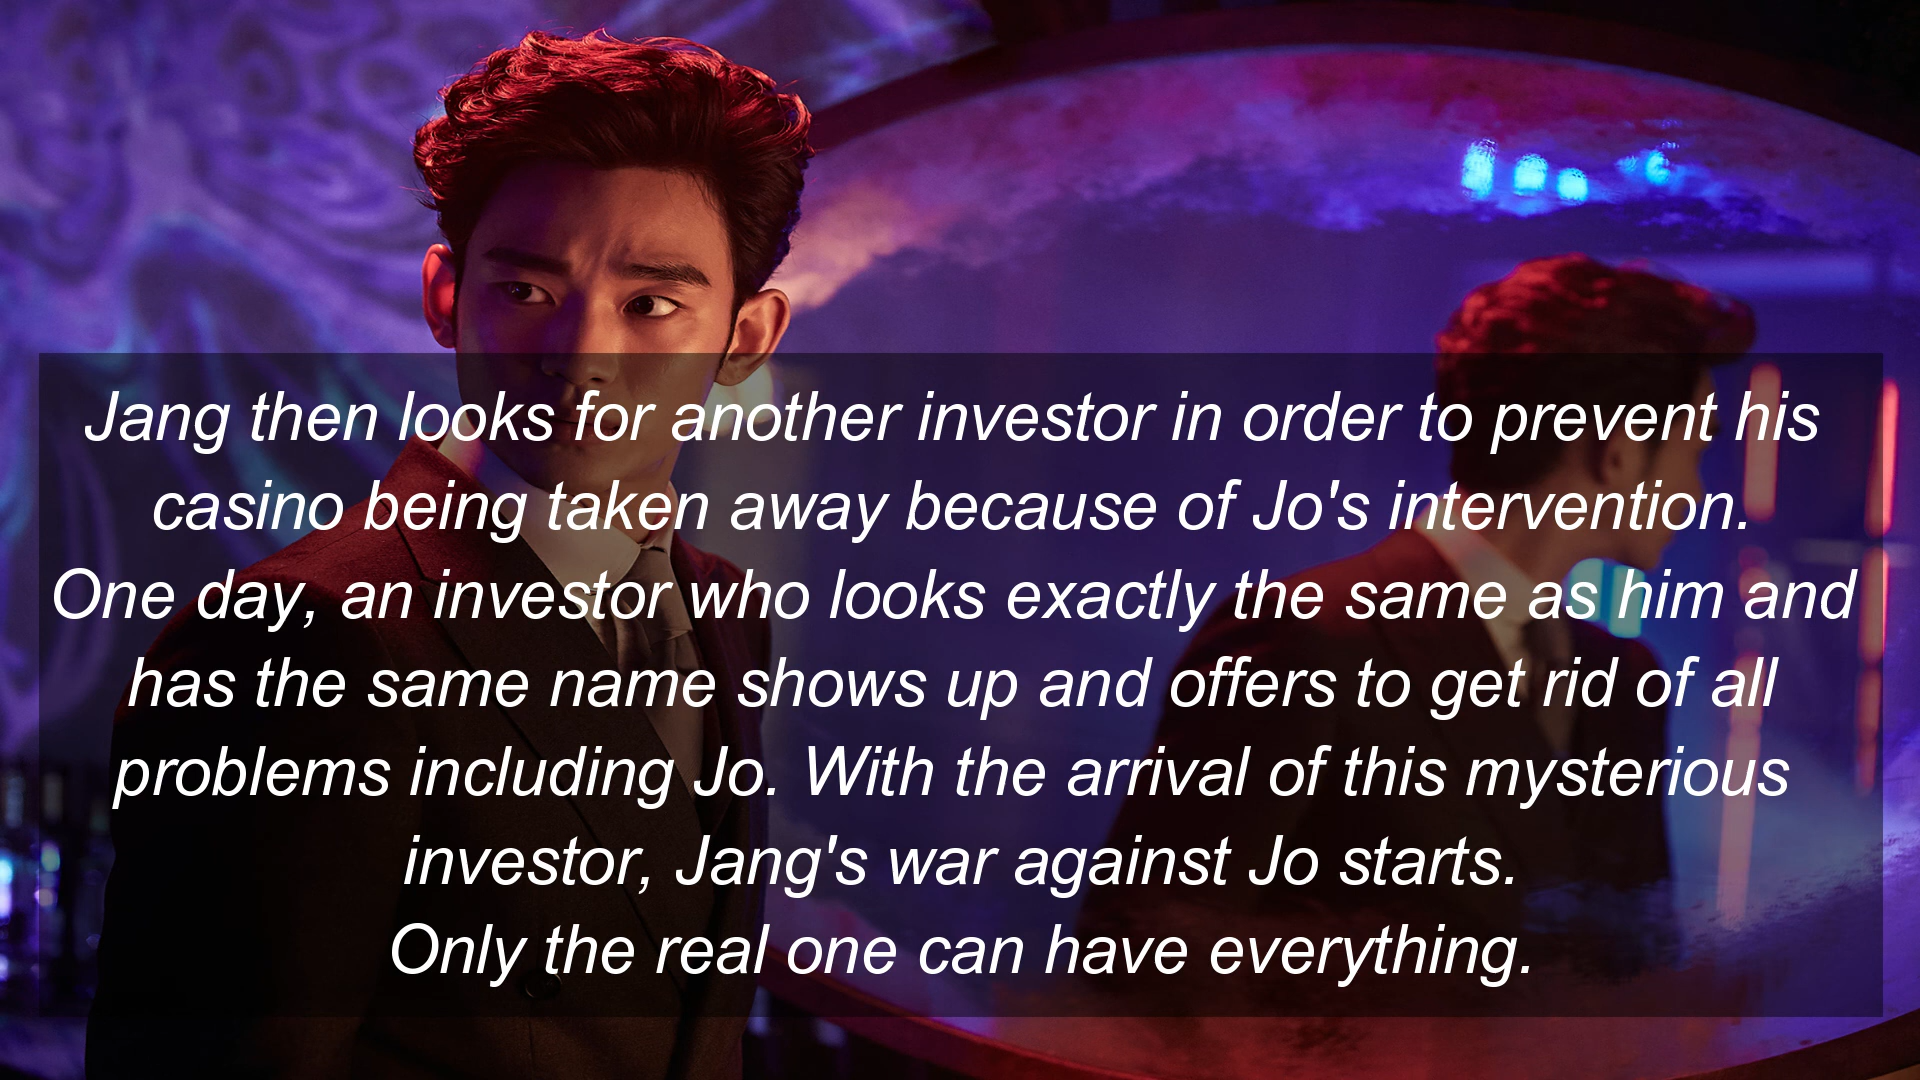 Jang then looks for another investor in order to prevent his
casino being taken away because of Jo's intervention.
One day, an investor who looks exactly the same as him and
has the same name shows up and offers to get rid of all
problems including Jo. With the arrival of this mysterious
investor, Jang's war against Jo starts.
Only the real one can have everything.